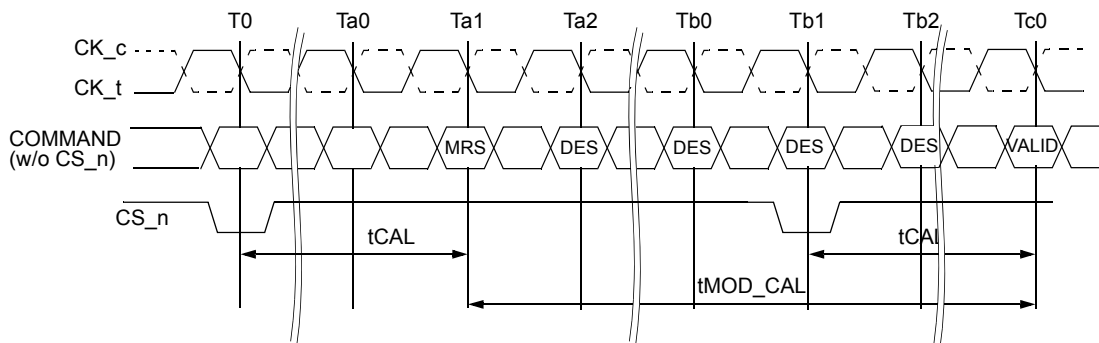 T0 Ta0 Ta1 Ta2 Tb0 Tb1 Tb2 Tc0
CK_c
CK_t
COMMAND
(w/o CS_n)
MRS DES DES DES DES VALID
CS_n
tCAL tCAL
tMOD_CAL